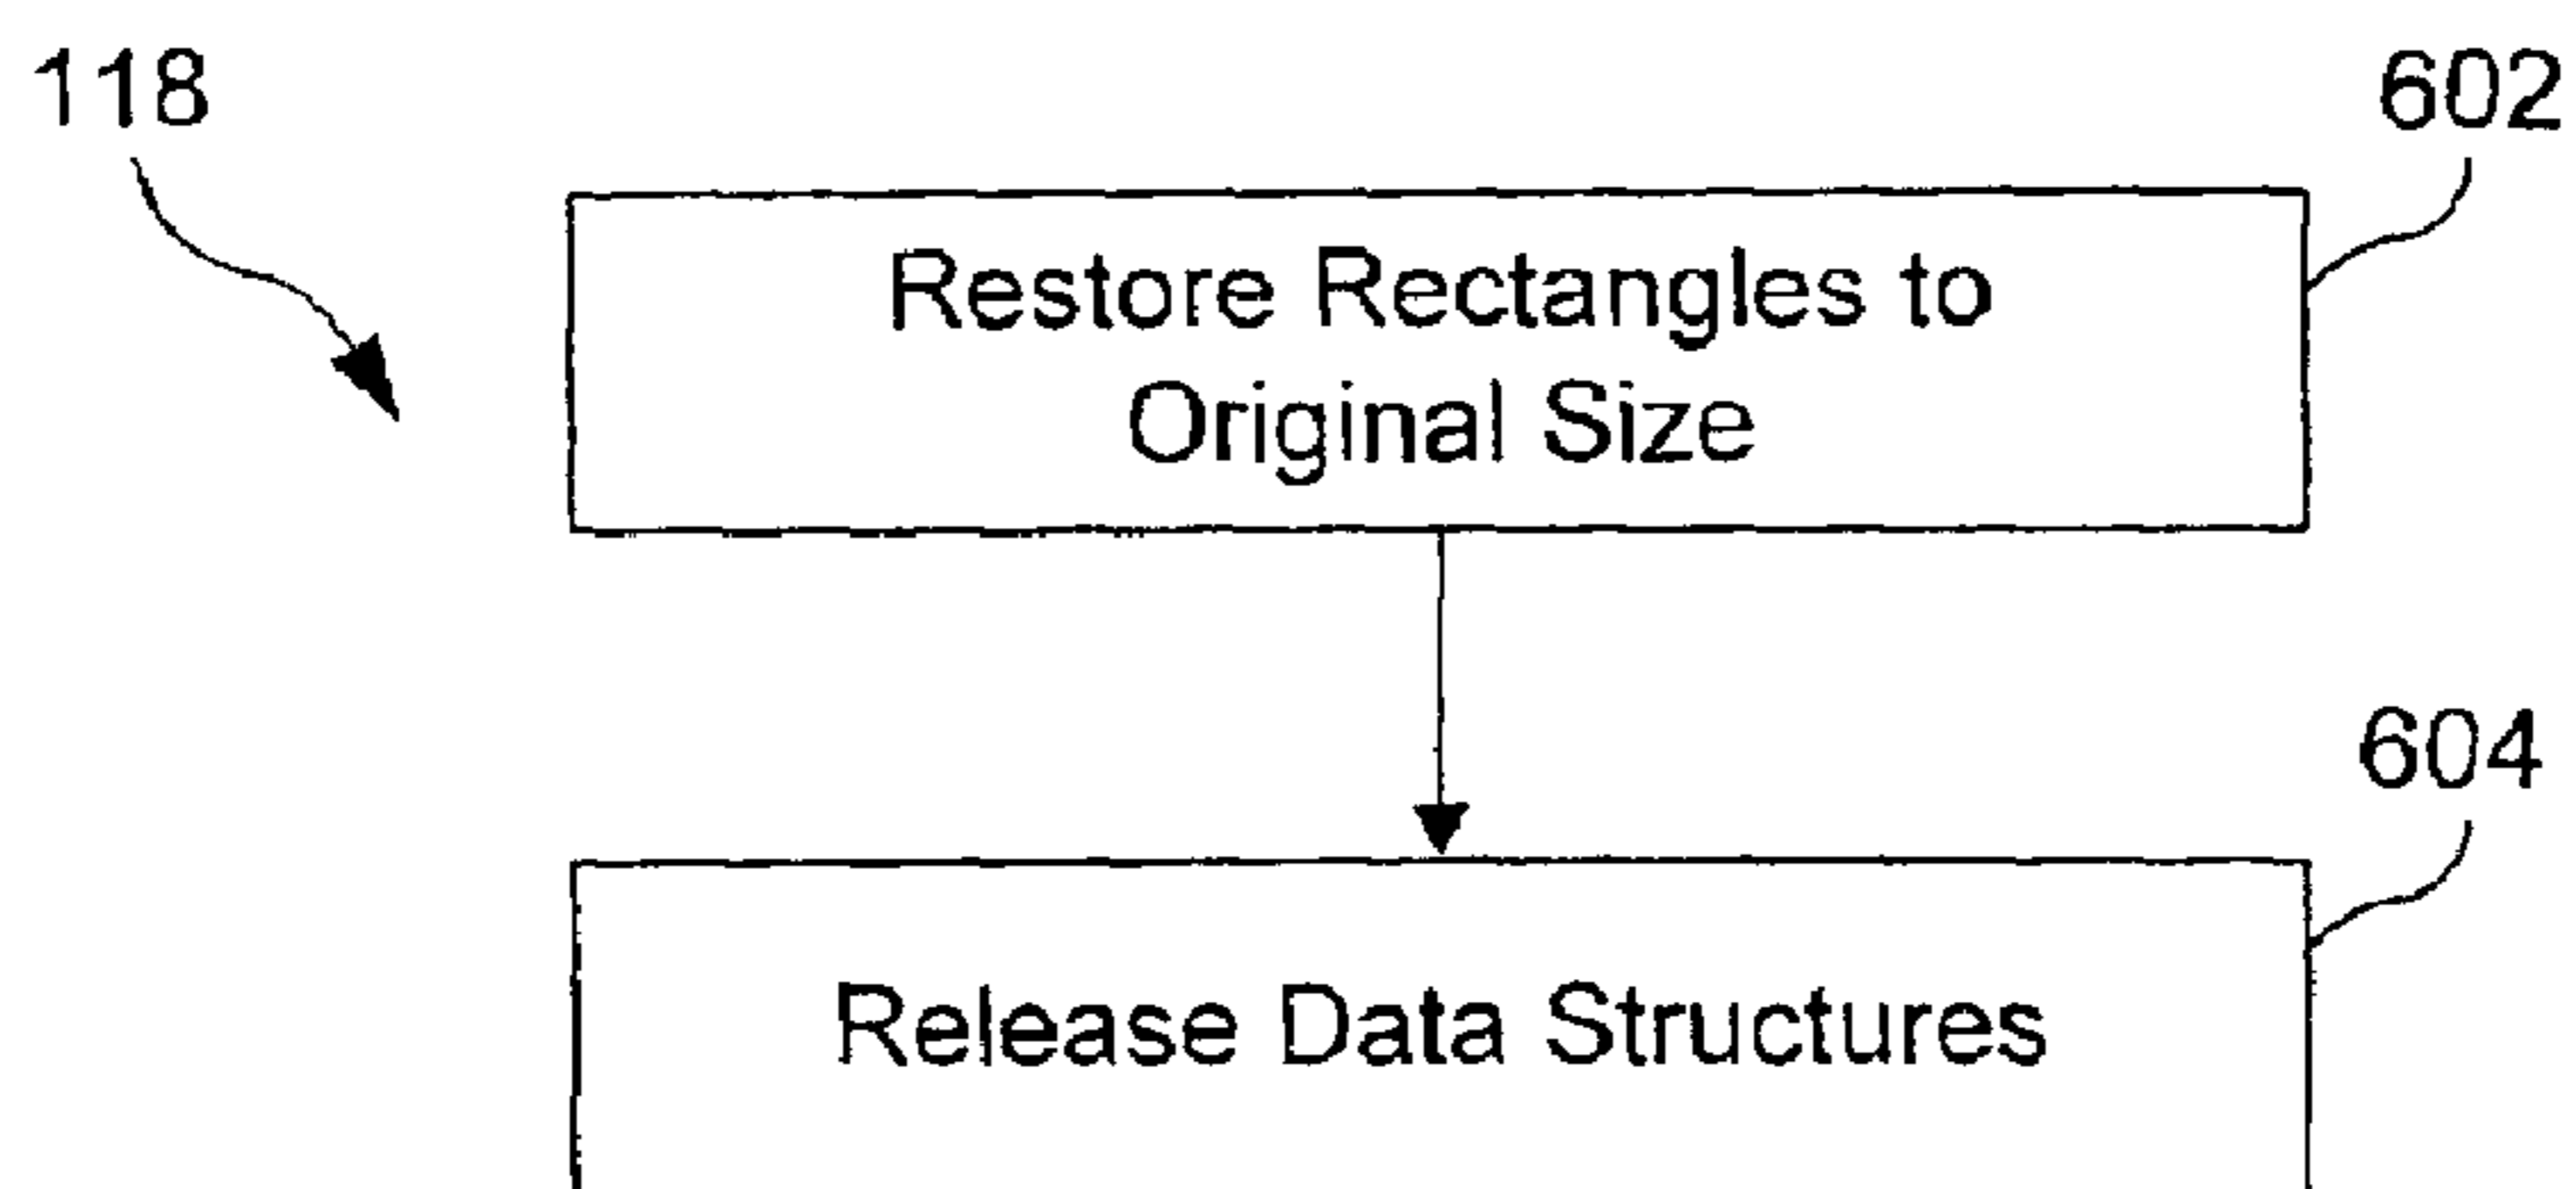 118
602
Restore Rectangles to
Original Size
604
Release Data Structures